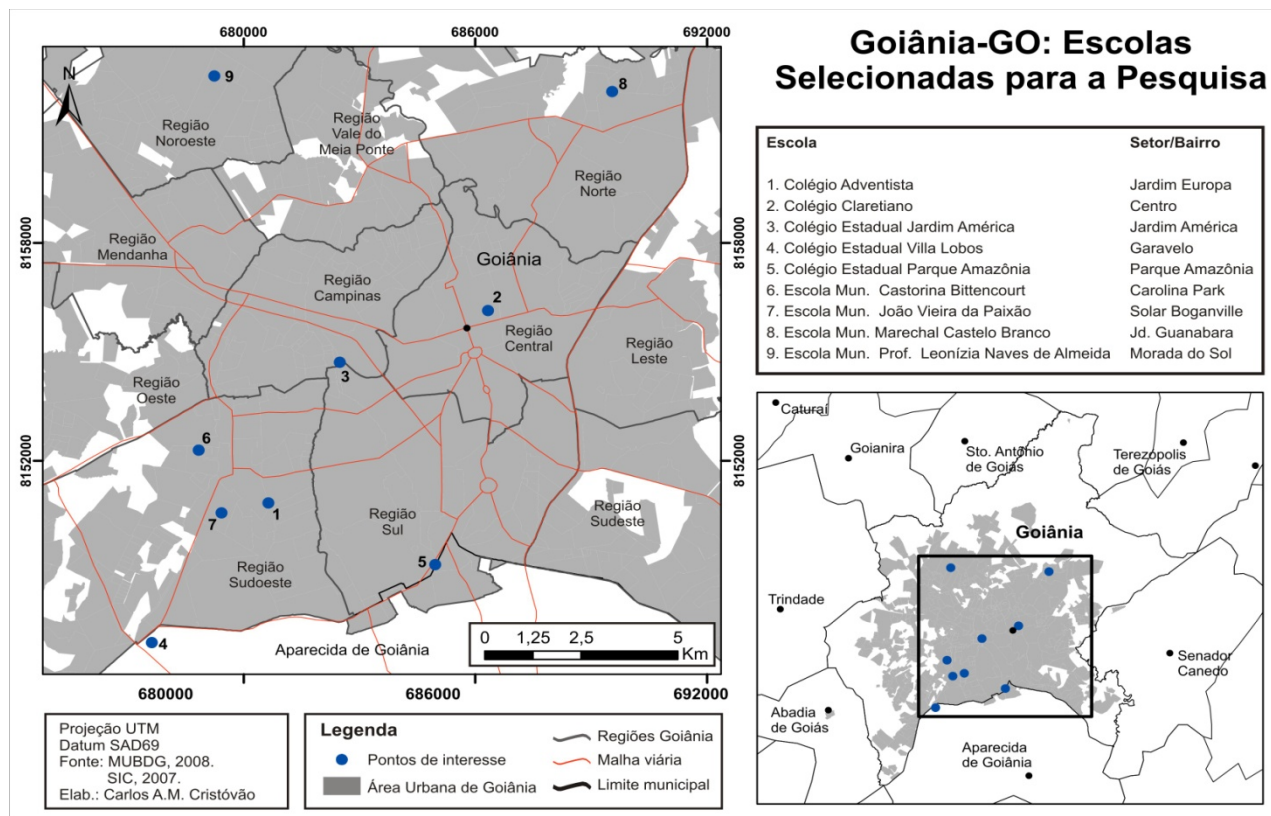 Goiânia-GO: Escolas
Selecionadas para a Pesquisa
680000
686000
692000
N
9
8
Região
Noroeste
Região
Vale do
Meia Ponte
Região
Norte
8158000
8158000
Região
Mendanha
Goiânia
Região
Campinas
2
Região
Central
Região
Leste
3
Região
Oeste
6
8152000
8152000
1
7
Região
Sul
Região
Sudeste
Região
Sudoeste
5
4
Aparecida de Goiânia
0 1,25 2,5 5
Km
680000
686000
692000
Escola Setor/Bairro
1. Colégio Adventista Jardim Europa
2. Colégio Claretiano Centro
3. Colégio Estadual Jardim América Jardim América
4. Colégio Estadual Villa Lobos Garavelo
5. Colégio Estadual Parque Amazônia Parque Amazônia
6. Escola Mun. Castorina Bittencourt Carolina Park
7. Escola Mun. João Vieira da Paixão Solar Boganville
8. Escola Mun. Marechal Castelo Branco Jd. Guanabara
9. Escola Mun. Prof. Leonízia Naves de Almeida Morada do Sol
Caturaí
Goianira
Sto. Antônio
de Goiás
Terezópolis
de Goiás
Goiânia
Trindade
Senador
Canedo
Abadia
de Goiás
Aparecida
de Goiânia
Projeção UTM
Datum SAD69
Fonte: MUBDG, 2008.
SIC, 2007.
Elab.: Carlos A.M. Cristóvão
Legenda
Pontos de interesse
Área Urbana de Goiânia
Regiões Goiânia
Malha viária
Limite municipal